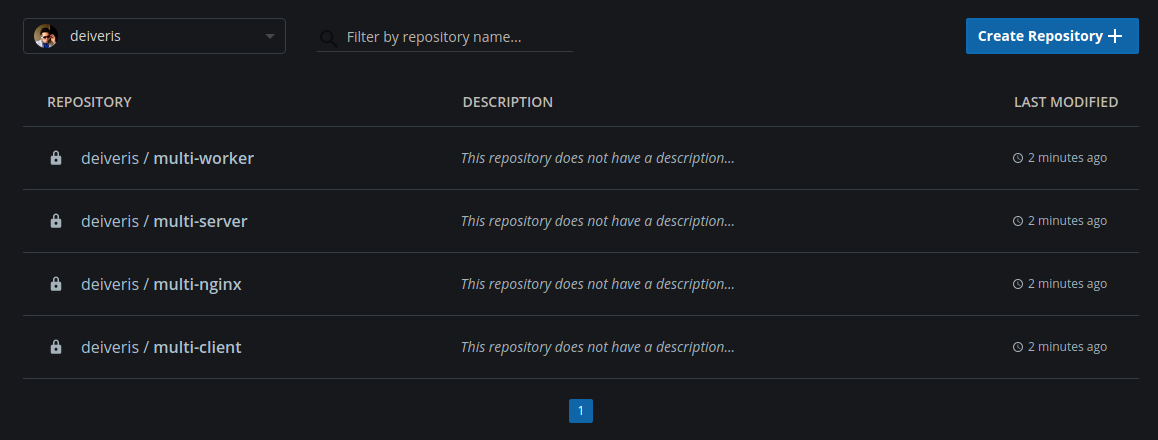 deiveris Filter by repository name... Create Repository
REPOSITORY DESCRIPTION LAST MODIFIED
deiveris / multi-worker This repository does not have a description... 2 minutes ago
deiveris / multi-server This repository does not have a description... 2 minutes ago
deiveris / multi-nginx This repository does not have a description... 2 minutes ago
deiveris / multi-client This repository does not have a description... 2 minutes ago
1